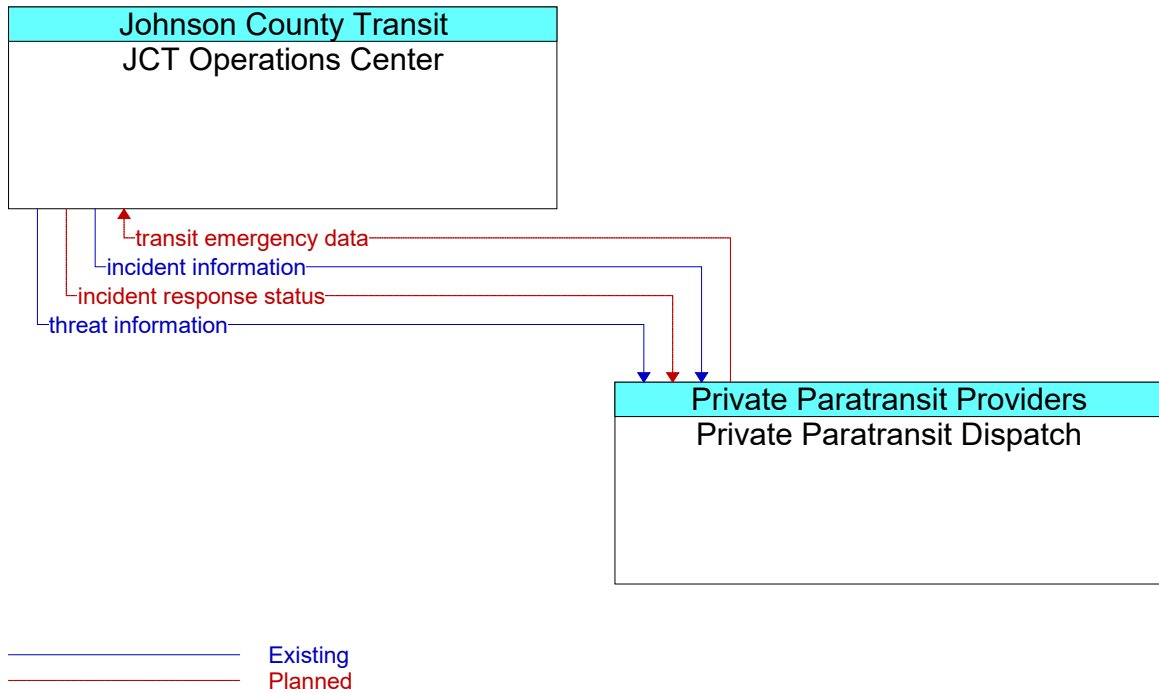 Johnson County Transit
JCT Operations Center
transit emergency data
incident information
incident response status
threat information
Private Paratransit Providers
Private Paratransit Dispatch
Existing
Planned